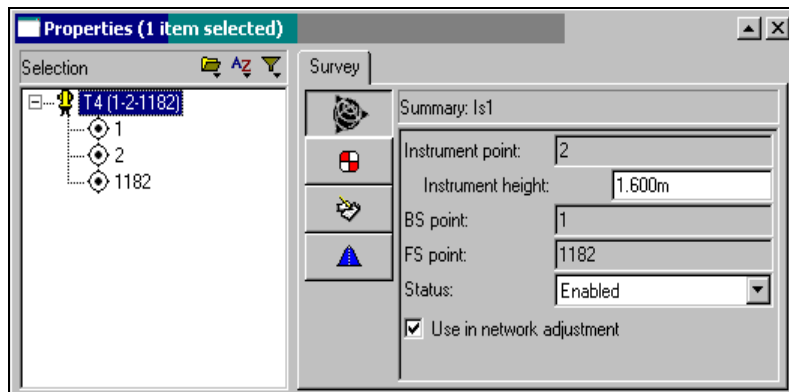 Properties (1 item selected)
Selection
AZ
Survey
T4 (1-2-1182)
1
2
1182
Summary: ls1
Instrument point: 2
Instrument height: 1.600m
BS point: 1
FS point: 1182
Status: Enabled
Use in network adjustment